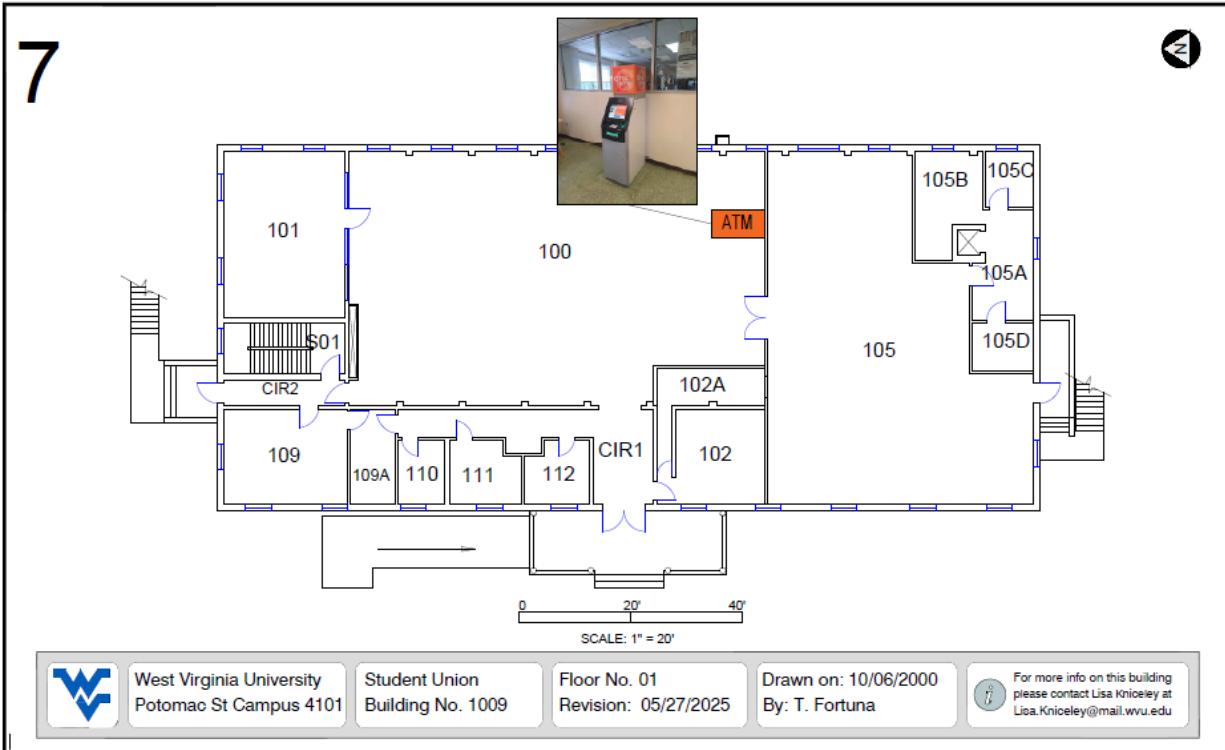 7
N
105B
105C
101
ATM
100
105A
S01
105
105D
102A
CIR2
109
CIR1
102
109A
110
111
112
0 20' 40'
SCALE: 1" = 20'
West Virginia University
Potomac St Campus 4101
Student Union
Building No. 1009
Floor No. 01
Revision: 05/27/2025
Drawn on: 10/06/2000
By: T. Fortuna
i
For more info on this building
please contact Lisa Kniceley at
Lisa.Kniceley@mail.wvu.edu